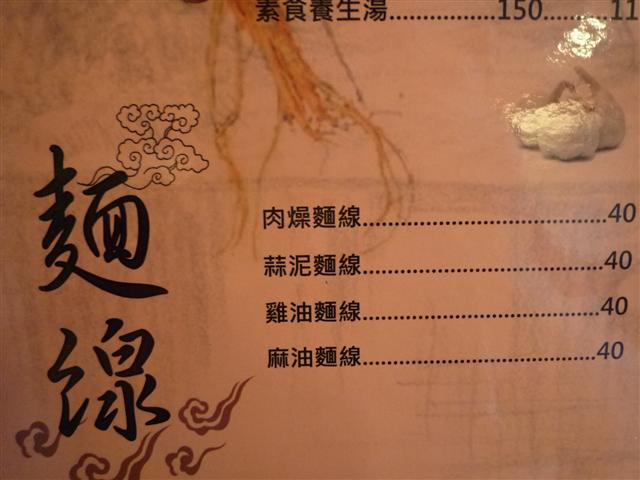 素食養生湯................150..........11
麵線
肉燥麵線.......................................40
蒜泥麵線.......................................40
雞油麵線.......................................40
麻油麵線.......................................40